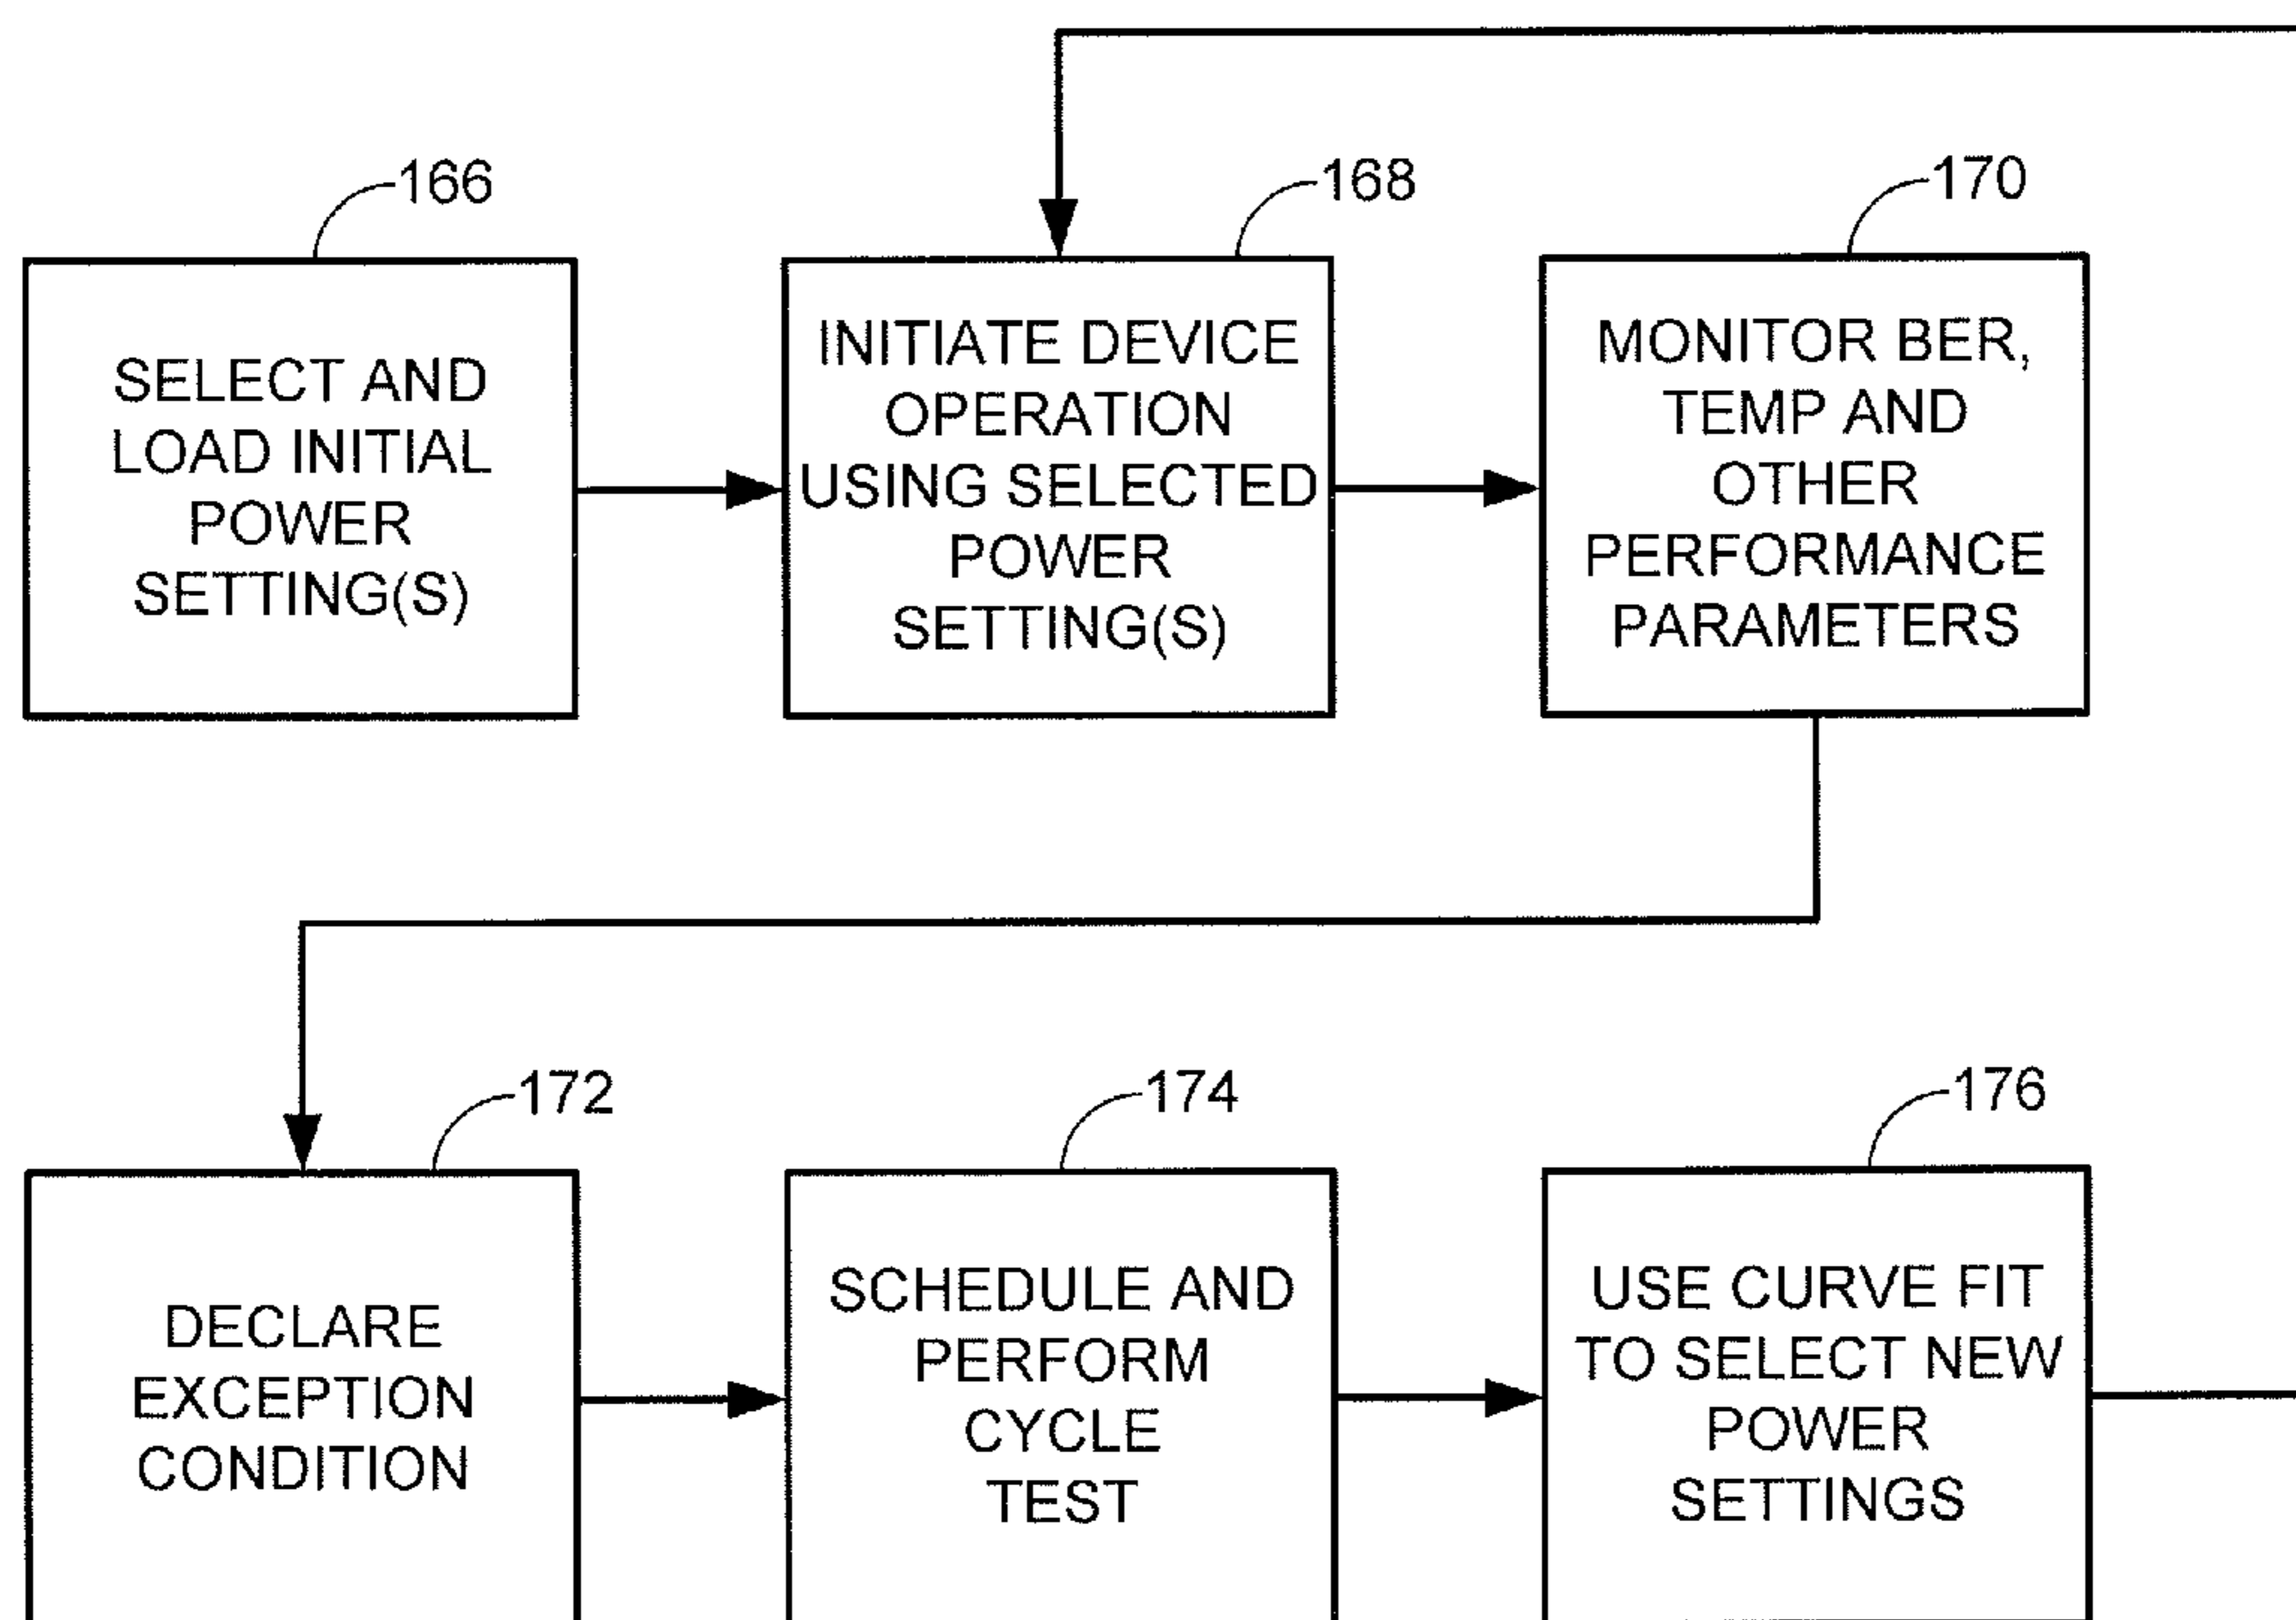 166
SELECT AND
LOAD INITIAL
POWER
SETTING(S)
168
INITIATE DEVICE
OPERATION
USING SELECTED
POWER
SETTING(S)
170
MONITOR BER,
TEMP AND
OTHER
PERFORMANCE
PARAMETERS
172
DECLARE
EXCEPTION
CONDITION
174
SCHEDULE AND
PERFORM
CYCLE
TEST
176
USE CURVE FIT
TO SELECT NEW
POWER
SETTINGS